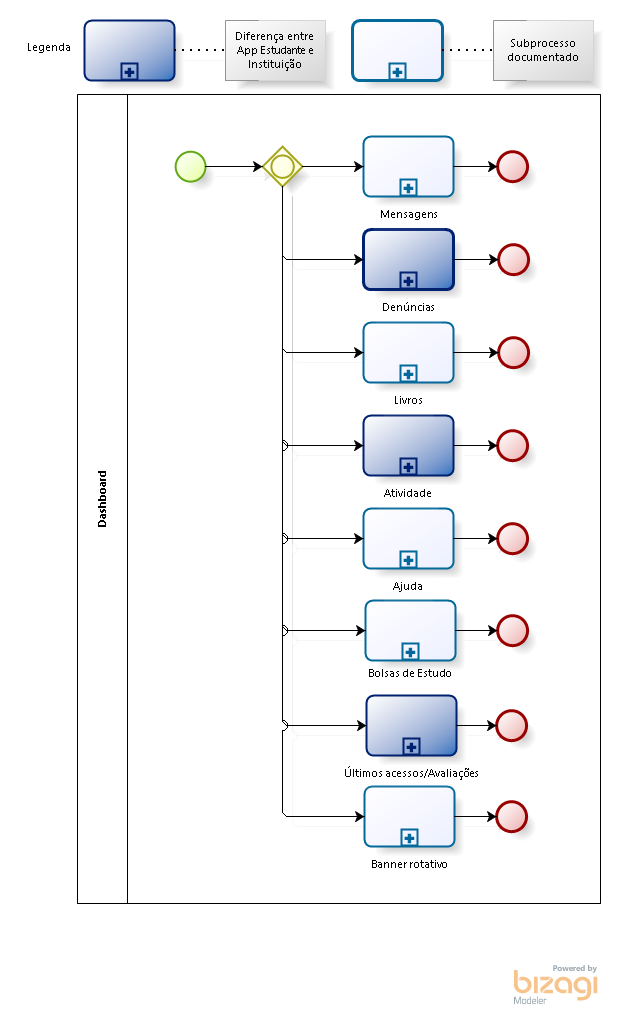 Legenda
Diferença entre
App Estudante e
Instituição
Subprocesso
documentado
Dashboard
Mensagens
Denúncias
Livros
Atividade
Ajuda
Bolsas de Estudo
Últimos acessos/Avaliações
Banner rotativo
Powered by
bizagi
Modeler